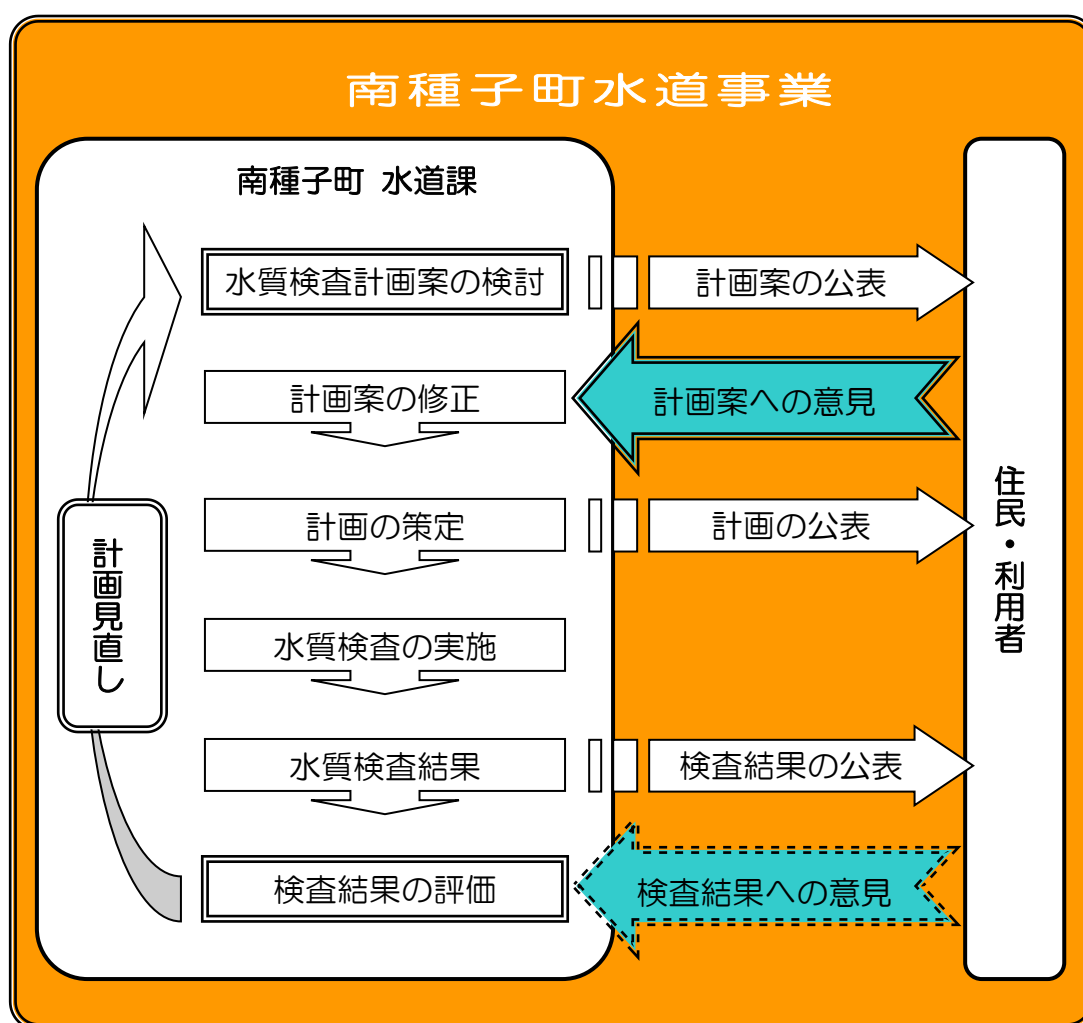 南種子町水道事業
南種子町 水道課
水質検査計画案の検討
計画案の公表
計画案の修正
計画案への意見
計画の策定
計画の公表
水質検査の実施
水質検査結果
検査結果の公表
検査結果の評価
検査結果への意見
計画見直し
住民・利用者